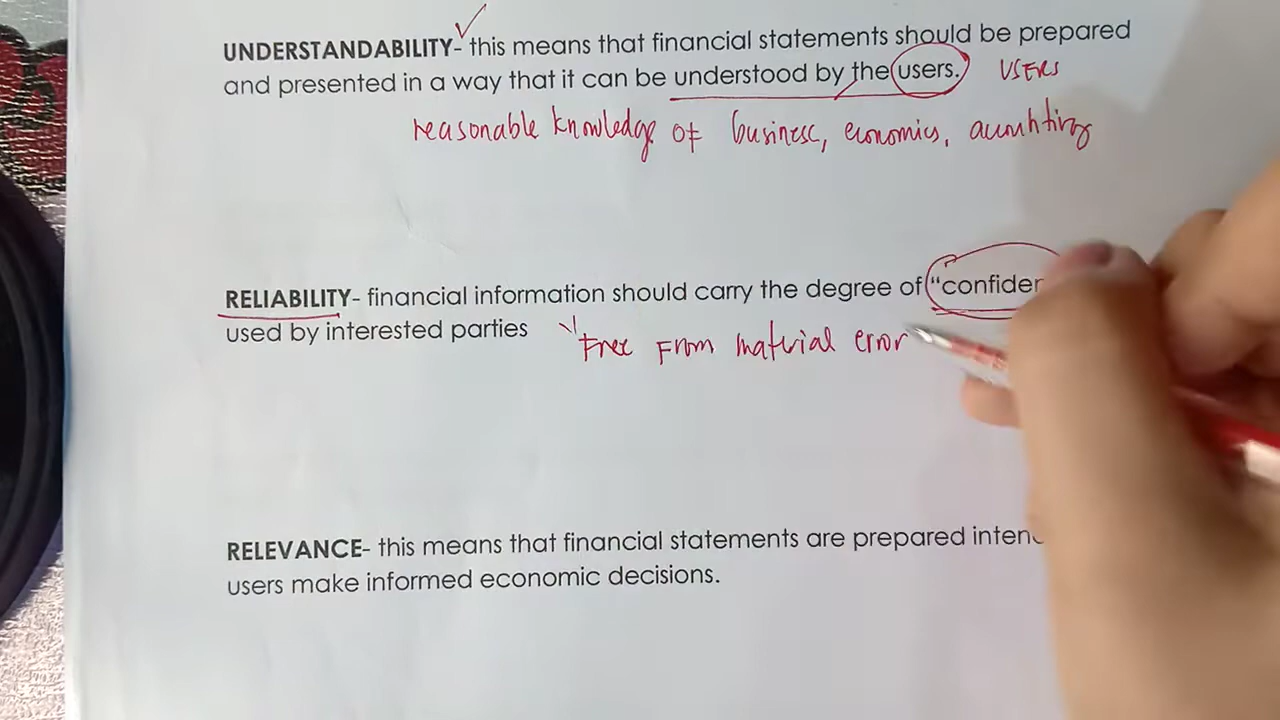 UNDERSTANDABILITY- this means that financial statements should be prepared
and presented in a way that it can be understood by the users. USERS
reasonable knowledge of business, economics, accounting
RELIABILITY- financial information should carry the degree of "confiden
used by interested parties
Free From material error
RELEVANCE- this means that financial statements are prepared inten
users make informed economic decisions.